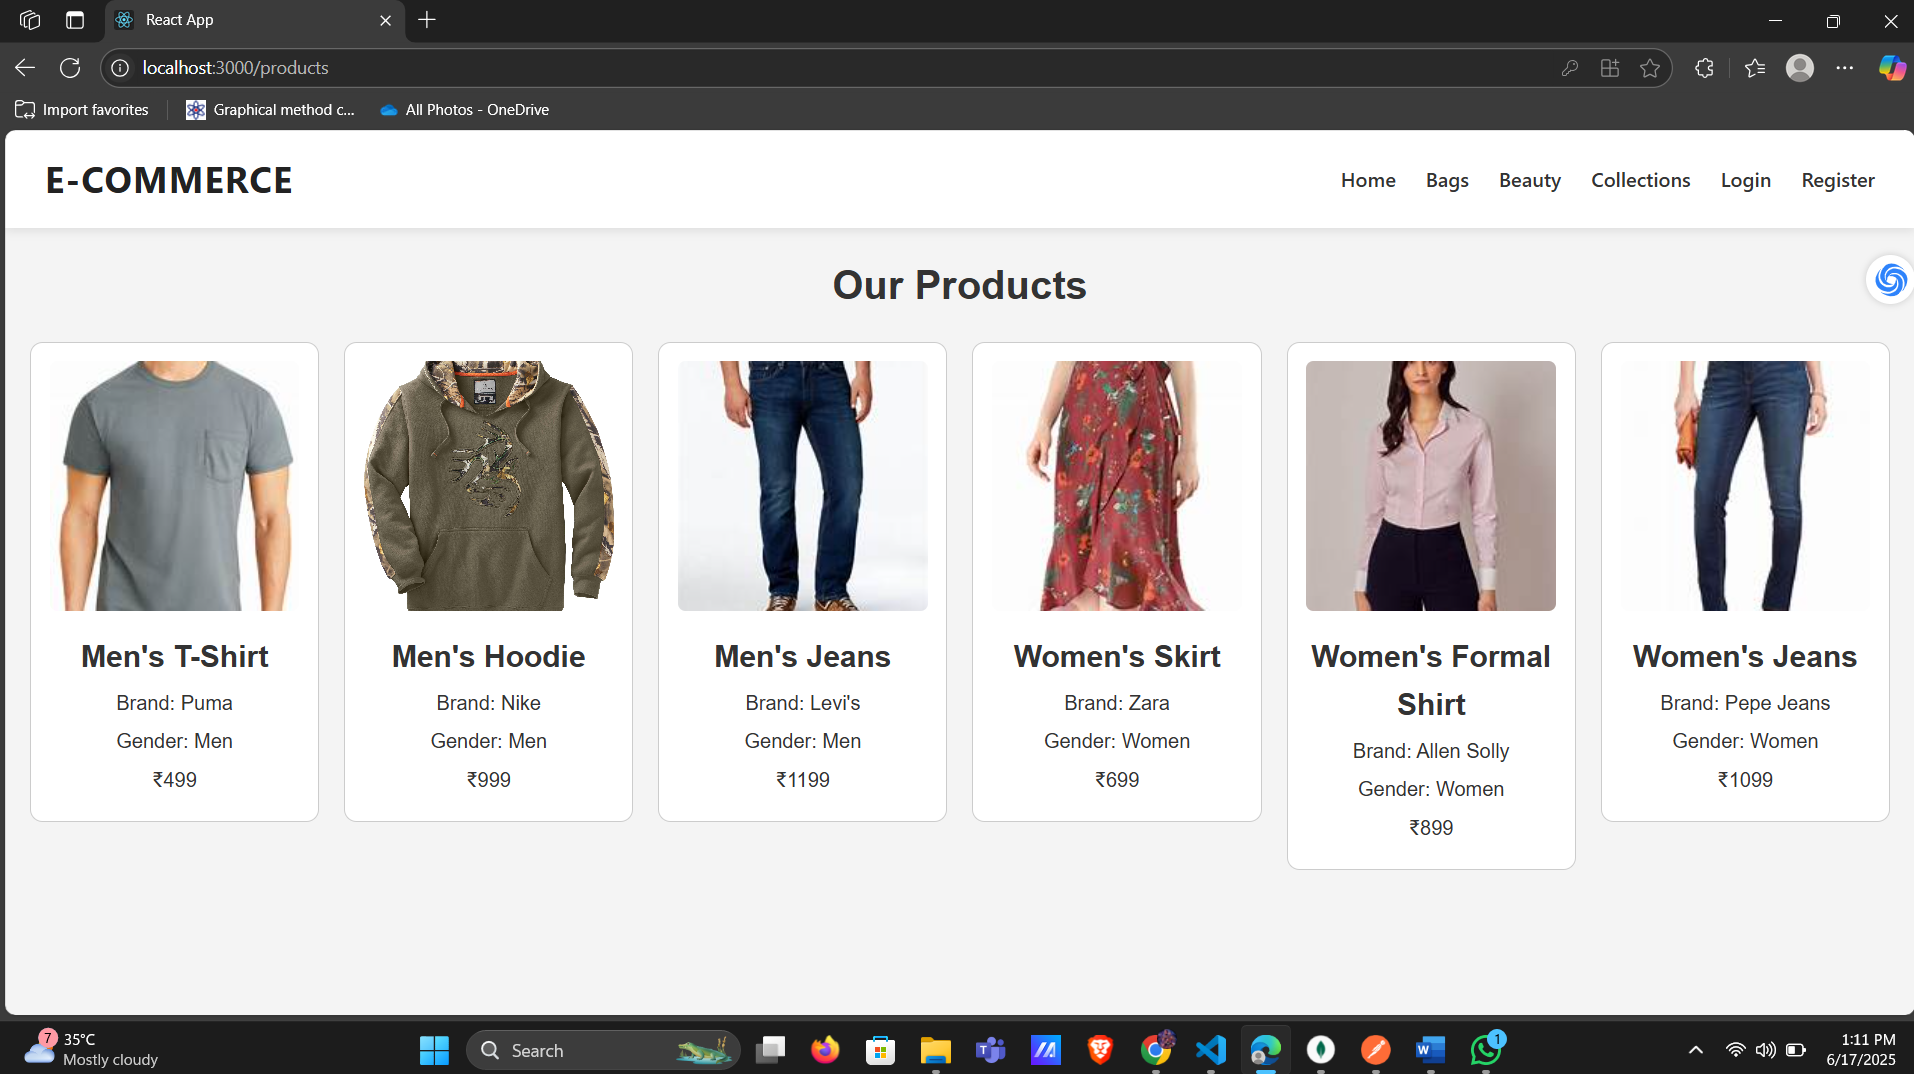 React App
localhost:3000/products
Import favorites
Graphical method c...
All Photos - OneDrive
E-COMMERCE
Home
Bags
Beauty
Collections
Login
Register
Our Products
Men's T-Shirt
Brand: Puma
Gender: Men
₹499
Men's Hoodie
Brand: Nike
Gender: Men
₹999
Men's Jeans
Brand: Levi's
Gender: Men
₹1199
Women's Skirt
Brand: Zara
Gender: Women
₹699
Women's Formal
Shirt
Brand: Allen Solly
Gender: Women
₹899
Women's Jeans
Brand: Pepe Jeans
Gender: Women
₹1099
7
35°C
Mostly cloudy
Search
1
1:11 PM
6/17/2025